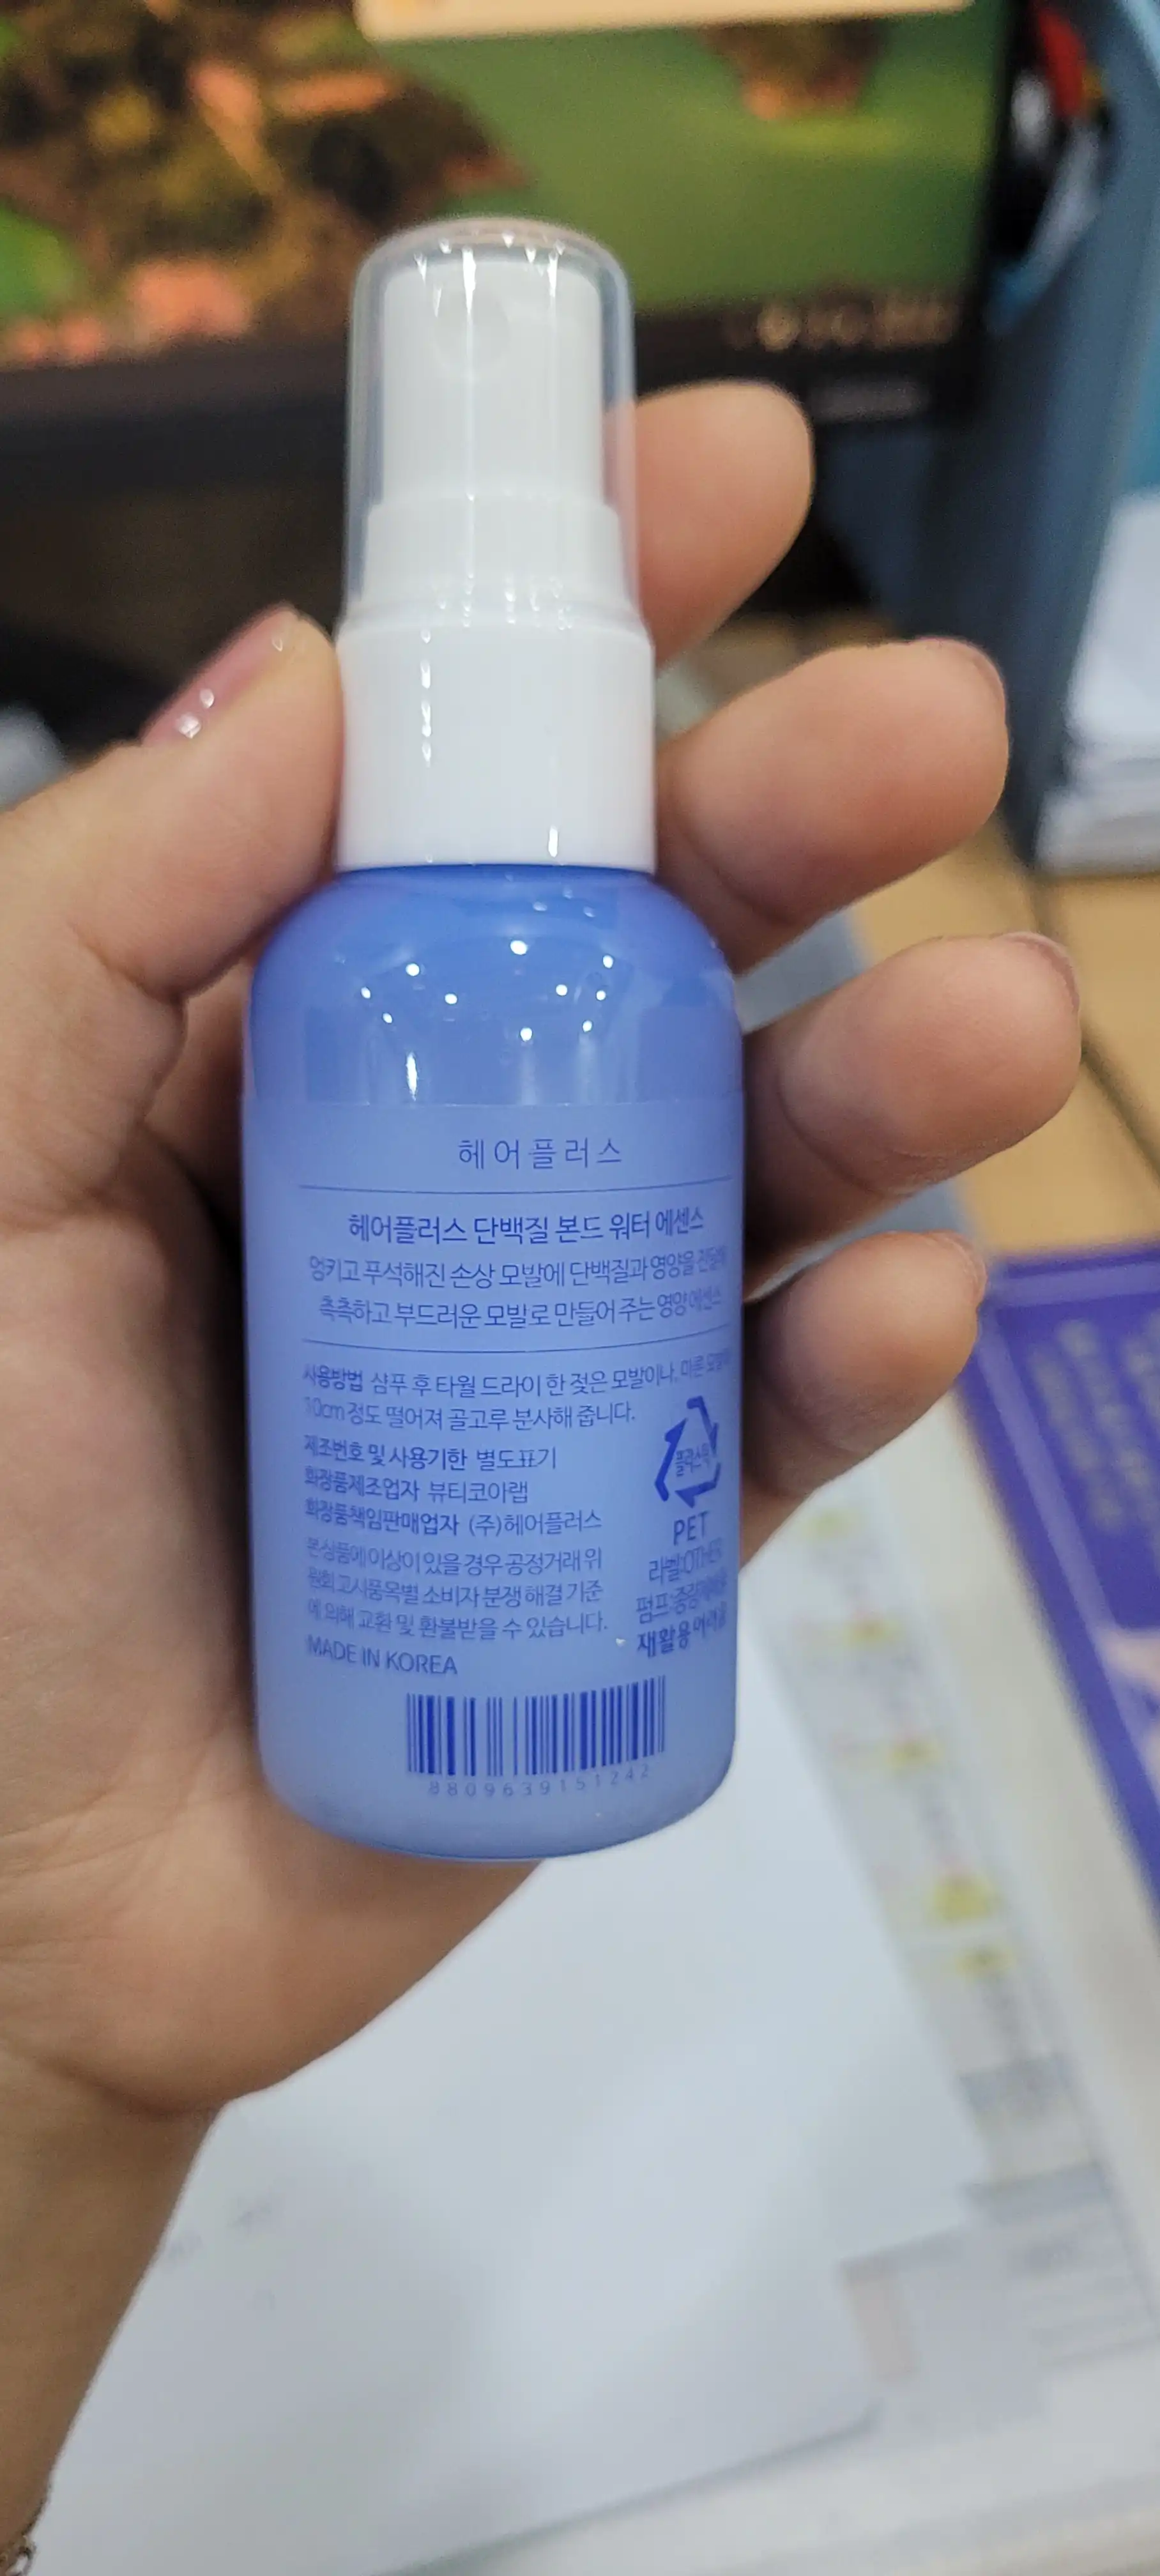 헤어플러스
헤어플러스 단백질 본드 워터 에센스
엉키고 푸석해진 손상 모발에 단백질과 영양을 전달해
촉촉하고 부드러운 모발로 만들어 주는 영양 에센스
사용방법 샴푸 후 타월 드라이 한 젖은 모발이나, 마른 모발에
10cm 정도 떨어져 골고루 분사해 줍니다.
제조번호 및 사용기한 별도표기
화장품제조업자 뷰티코아랩
화장품책임판매업자 (주)헤어플러스
본 상품에 이상이 있을 경우 공정거래 위
원회 고시품목별 소비자 분쟁 해결 기준
에 의해 교환 및 환불받을 수 있습니다.
MADE IN KOREA
플라스틱
PET
라벨:OTHER
펌프:종량제배출
재활용 어려움
8809639151242